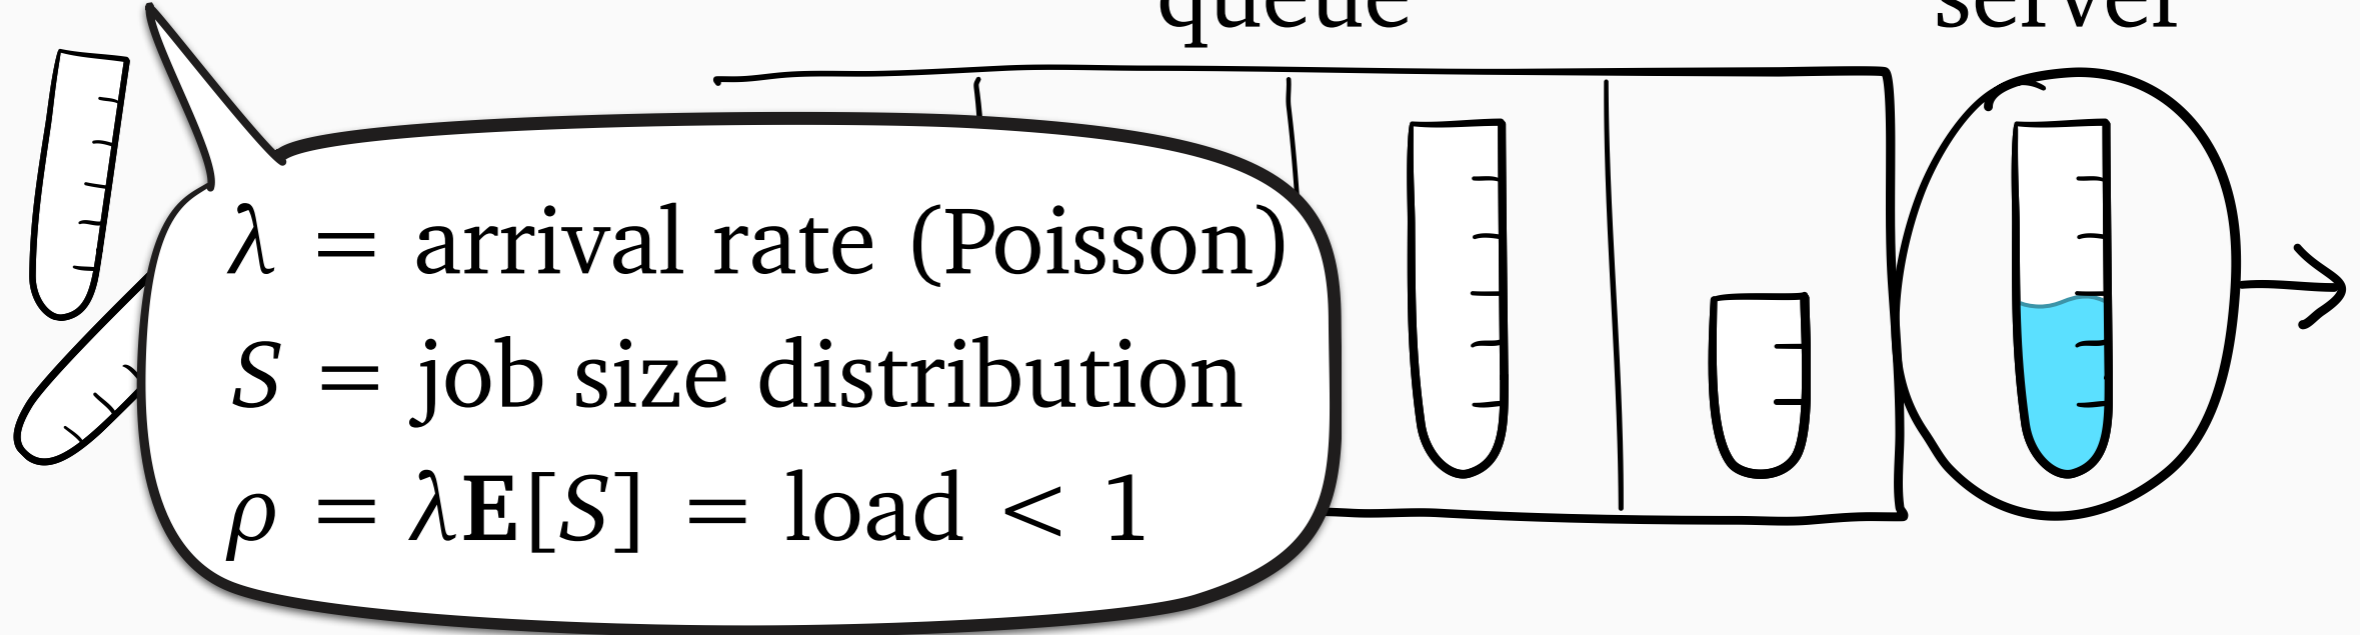 queue server
λ = arrival rate (Poisson)
S = job size distribution
ρ = λE[S] = load < 1